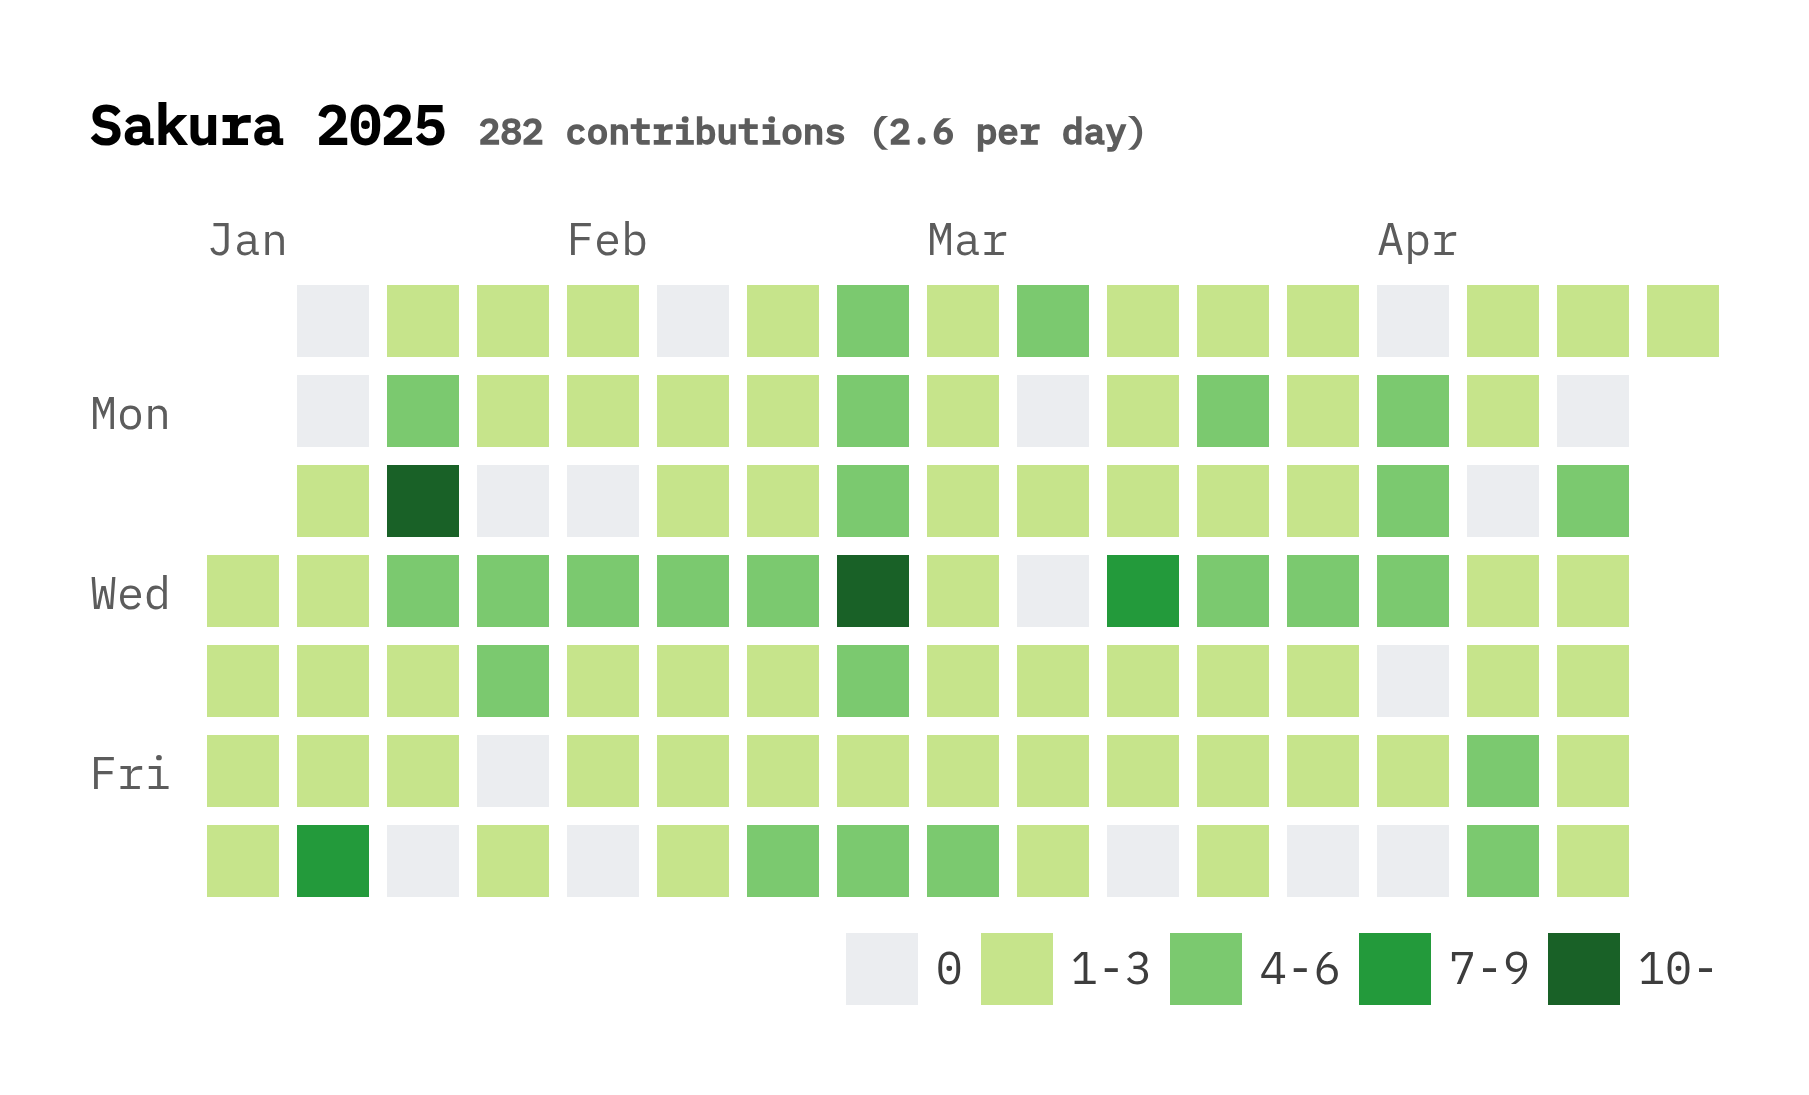 Sakura 2025 282 contributions (2.6 per day)
Jan Feb Mar Apr
Mon
Wed
Fri
0 1-3 4-6 7-9 10-